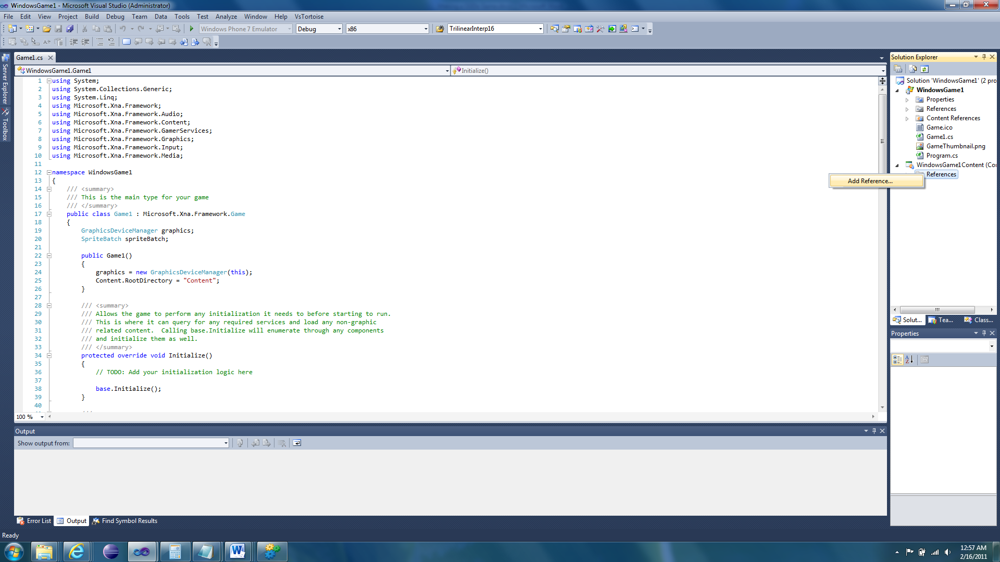 WindowsGame1 - Microsoft Visual Studio (Administrator)
File Edit View Project Build Debug Team Data Tools Test Analyze Window Help VsTortoise
Windows Phone 7 Emulator Debug x86 TrilinearInterp16
Server Explorer
Toolbox
Game1.cs
WindowsGame1.Game1 Initialize()
1 using System;
2 using System.Collections.Generic;
3 using System.Linq;
4 using Microsoft.Xna.Framework;
5 using Microsoft.Xna.Framework.Audio;
6 using Microsoft.Xna.Framework.Content;
7 using Microsoft.Xna.Framework.GamerServices;
8 using Microsoft.Xna.Framework.Graphics;
9 using Microsoft.Xna.Framework.Input;
10 using Microsoft.Xna.Framework.Media;
11
12 namespace WindowsGame1
13 {
14 /// <summary>
15 /// This is the main type for your game
16 /// </summary>
17 public class Game1 : Microsoft.Xna.Framework.Game
18 {
19 GraphicsDeviceManager graphics;
20 SpriteBatch spriteBatch;
21
22 public Game1()
23 {
24 graphics = new GraphicsDeviceManager(this);
25 Content.RootDirectory = "Content";
26 }
27
28 /// <summary>
29 /// Allows the game to perform any initialization it needs to before starting to run.
30 /// This is where it can query for any required services and load any non-graphic
31 /// related content.  Calling base.Initialize will enumerate through any components
32 /// and initialize them as well.
33 /// </summary>
34 protected override void Initialize()
35 {
36 // TODO: Add your initialization logic here
37
38 base.Initialize();
39 }
40
100 %
Solution Explorer
Solution 'WindowsGame1' (2 pro
WindowsGame1
Properties
References
Content References
Game.ico
Game1.cs
GameThumbnail.png
Program.cs
WindowsGame1Content (Co
References
Add Reference...
Solut... Tea... Class...
Properties
Output
Show output from:
Error List Output Find Symbol Results
Ready
12:57 AM
2/16/2011